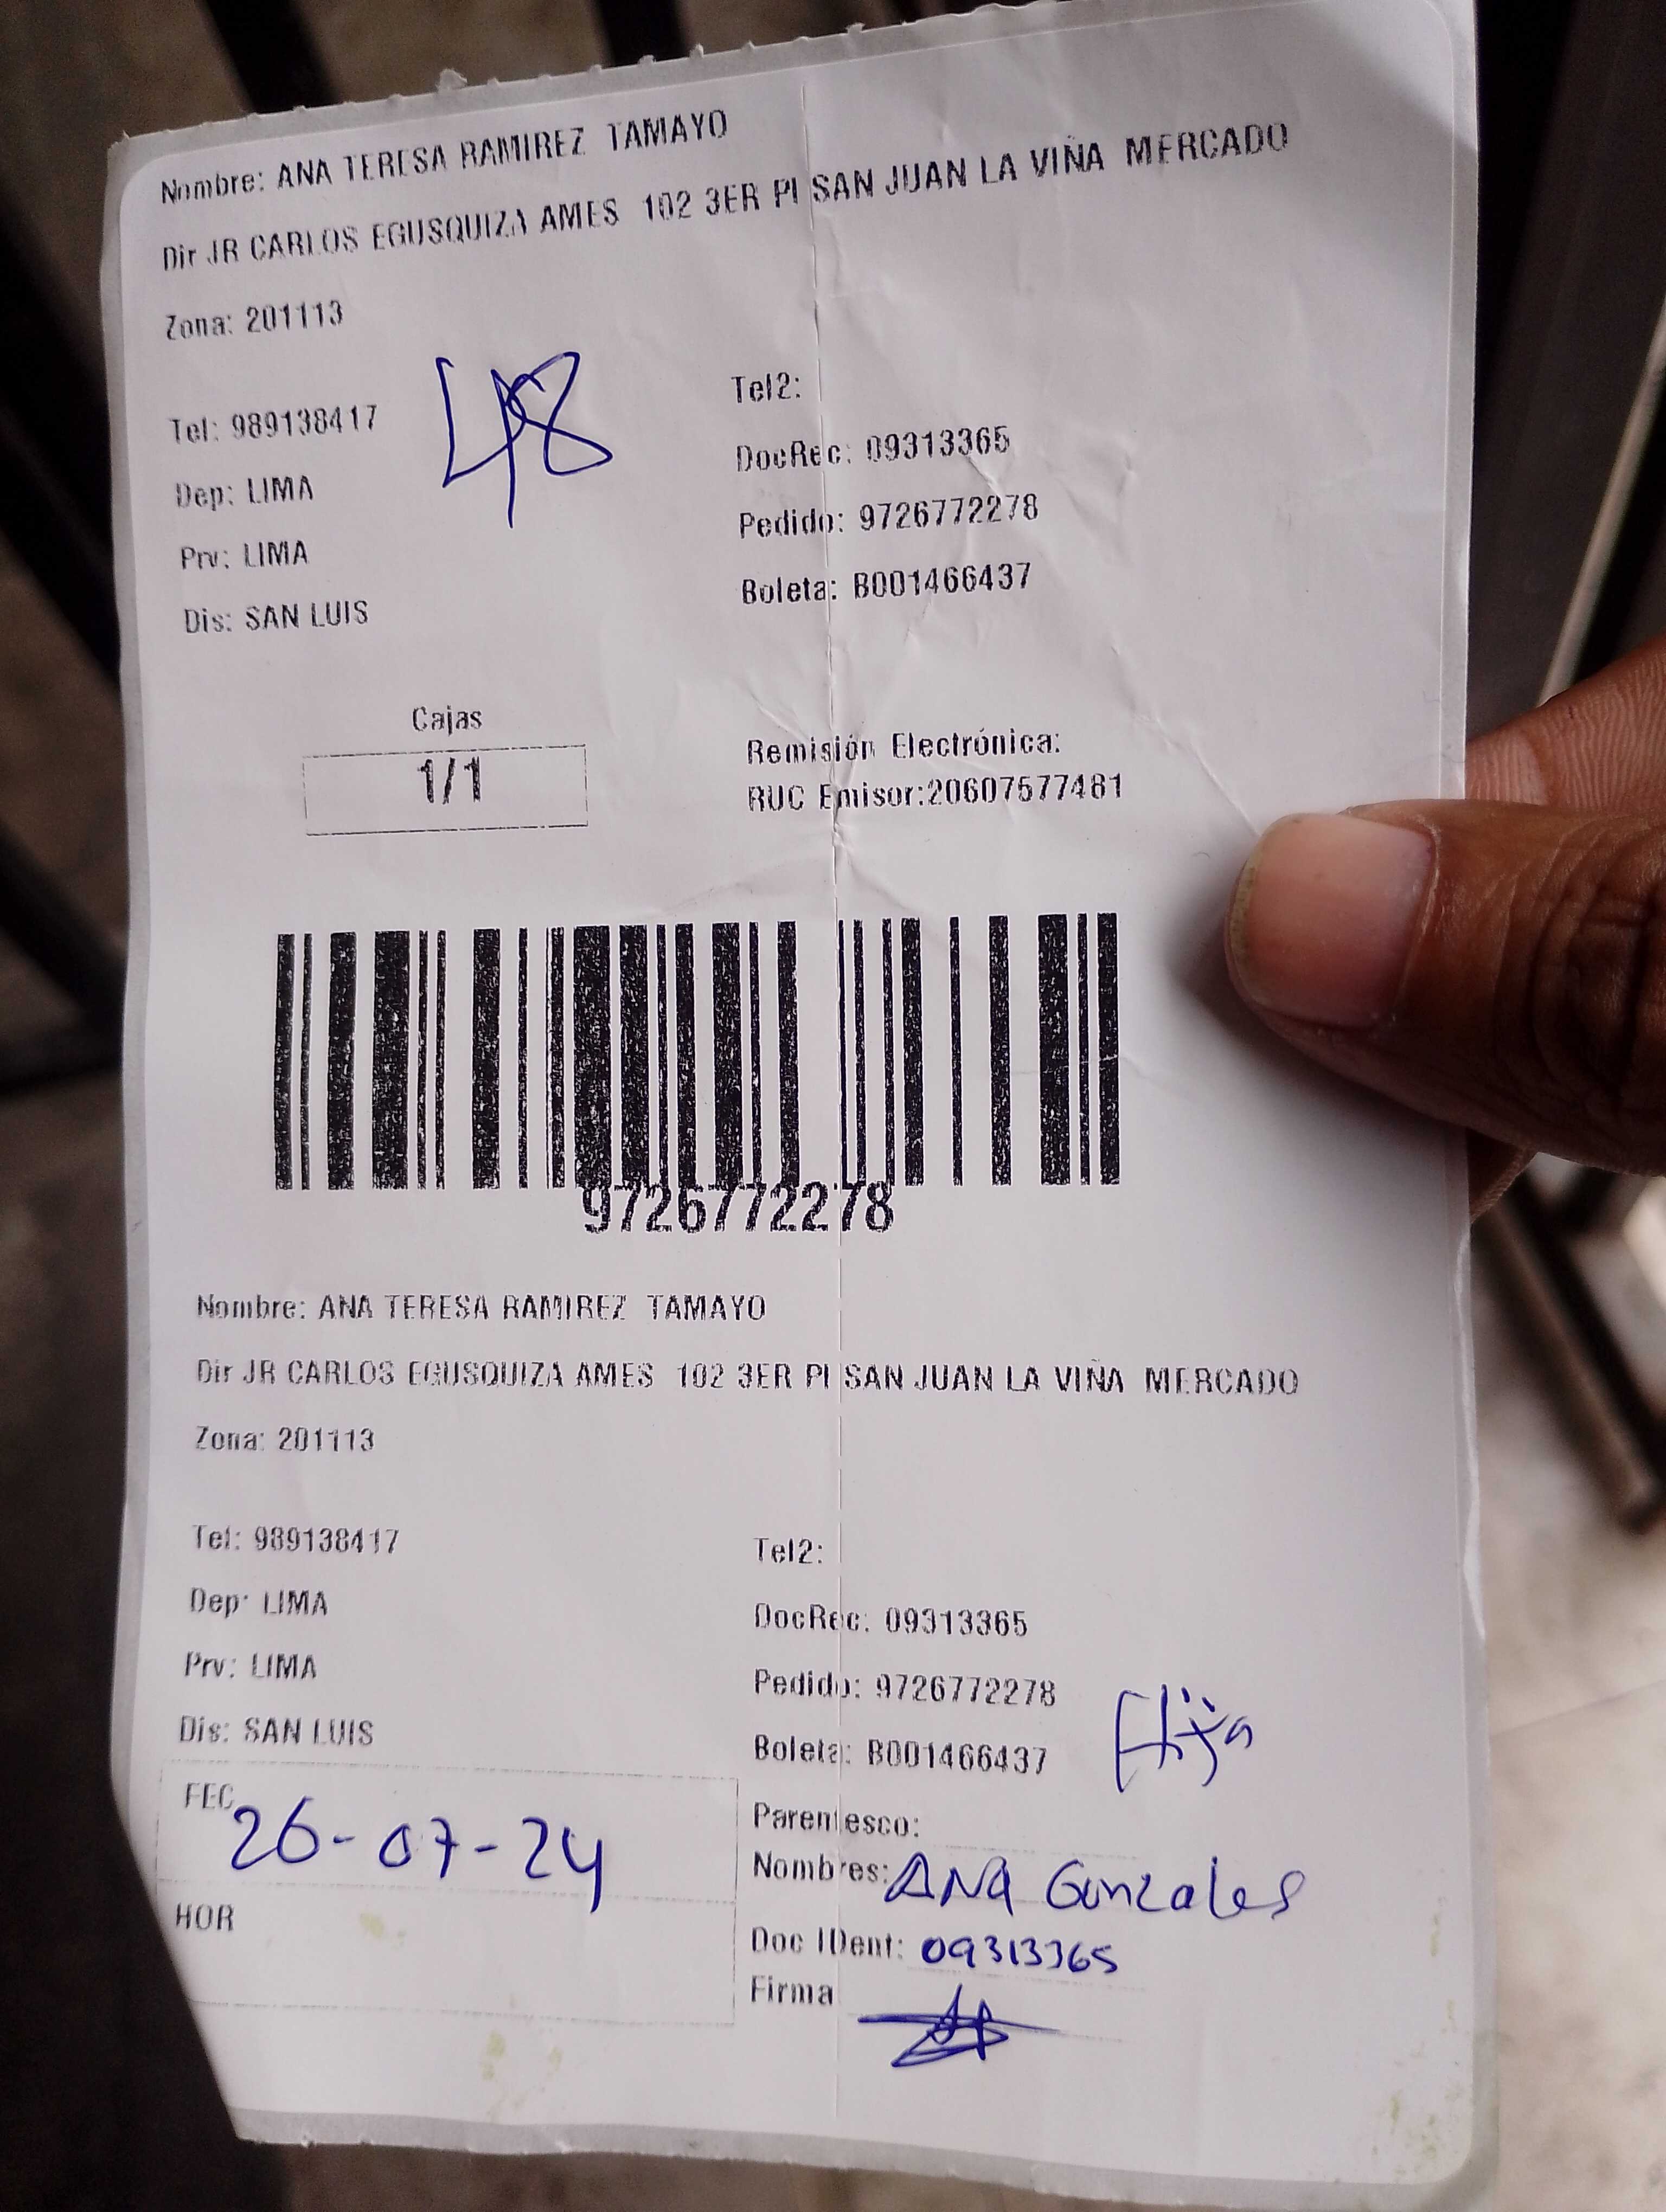 Nombre: ANA TERESA RAMIREZ TAMAYO
Dir JR CARLOS EGUSQUIZA AMES 102 3ER PI SAN JUAN LA VIÑA MERCADO
Zona: 201113
48
Tel: 989138417
Tel2:
DocRec: 09313365
Dep: LIMA
Pedido: 9726772278
Prv: LIMA
Boleta: B001466437
Dis: SAN LUIS
Cajas
1/1
Remisión Electrónica:
RUC Emisor:20607577481
9726772278
Nombre: ANA TERESA RAMIREZ TAMAYO
Dir JR CARLOS EGUSQUIZA AMES 102 3ER PI SAN JUAN LA VIÑA MERCADO
Zona: 201113
Tel: 989138417
Tel2:
Dep: LIMA
DocRec: 09313365
Prv: LIMA
Pedido: 9726772278
Dis: SAN LUIS
Boleta: B001466437
Hija
FEC 26-07-24
Parentesco:
Nombres: ANA Gonzales
HOR
Doc IDent: 09313365
Firma